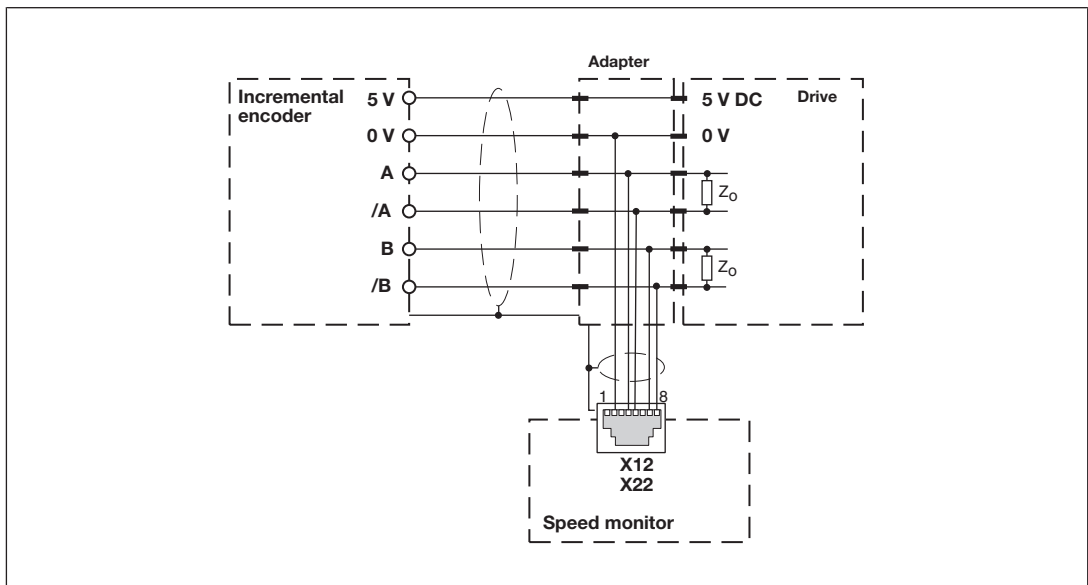 Adapter
Incremental
encoder
5 V
5 V DC
Drive
0 V
0 V
A
Zo
/A
B
Zo
/B
1
8
X12
X22
Speed monitor